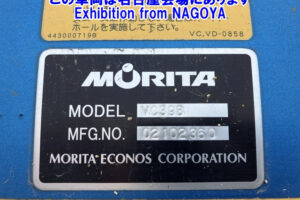 この車両は名古屋会場にあります
Exhibition from NAGOYA
ホールを実施して下さい。
4430007199
VC,VD-0858
MORITA
MODEL VC396
MFG.NO. 02102360
MORITA ECONOS CORPORATION